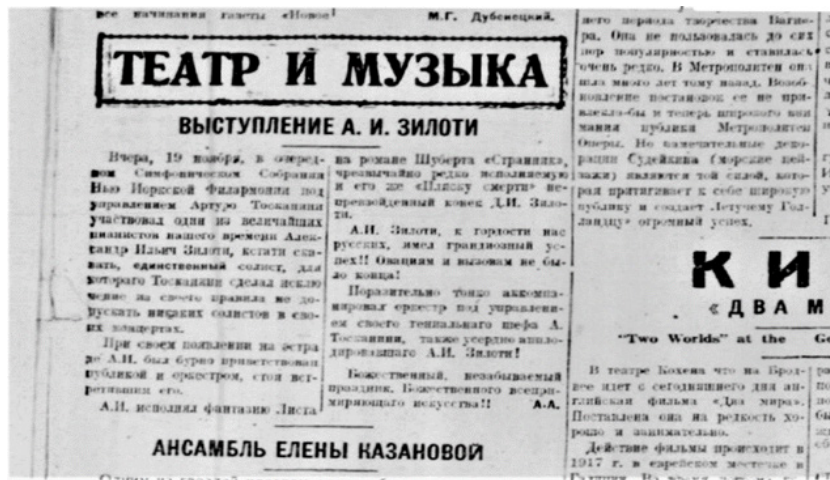 все начинания газеты «Новое!
М.Г. Дубенецкий.
ТЕАТР И МУЗЫКА
ВЫСТУПЛЕНИЕ А. И. ЗИЛОТИ
Вчера, 19 ноября, в очеред-
ном Симфоническом Собрании
Нью Иоркской Филармонии под
управлением Артуро Тосканини
участвовал один из величайших
пианистов нашего времени Алек-
сандр Ильич Зилоти, кстати ска-
вать, единственный солист, для
которого Тосканини сделал исклю
чение из своего правила не до-
пускать никаких солистов в сво-
их концертах.
При своем появлении на эстра
де А.И. был бурно приветствован
публикой и оркестром, стоя вст-
ретившим его.
А.И. исполнял фантазию Листа
на романс Шуберта «Странник»,
чрезвычайно редко исполняемую
и его же «Пляску смерти» не-
превзойденный конек Д.И. Зило-
ти.
А.И. Зилоти, к гордости нас
русских, имел грандиозный ус-
пех!! Овациям и вызовам не бы-
ло конца!
Поразительно тонко аккомпа-
нировал оркестр под управлени-
ем своего гениального шефа А.
Тосканини, также усердно аппло-
дировавшего А.И. Зилоти!
Божественный, незабываемый
праздник. Божественного всеприм-
иряющего искусства!!
А.-А.
АНСАМБЛЬ ЕЛЕНЫ КАЗАНОВОЙ
него периода творчества Вагне-
ра. Она не пользовалась до сих
пор популярностью и ставилась
очень редко. В Метрополитен она
шла много лет тому назад. Возоб-
новление постановок ее не при-
влекло-бы и теперь широкого вни
мания публики Метрополитен
Оперы. Но замечательные деко-
рации Судейкина (морские пей-
зажи) являются той силой, кото-
рая притягивает к себе широкую
публику и создает „Летучему Гол-
ландцу" огромный успех.
КИ
«ДВА М
"Two Worlds" at the Ge
В театре Кохена что на Брод-
вее идет с сегодняшнего дня ан-
глийская фильма «Два мира».
Поставлена она на редкость хо-
рошо и занимательно.
Действие фильмы происходит в
1917 г. в еврейском местечке в